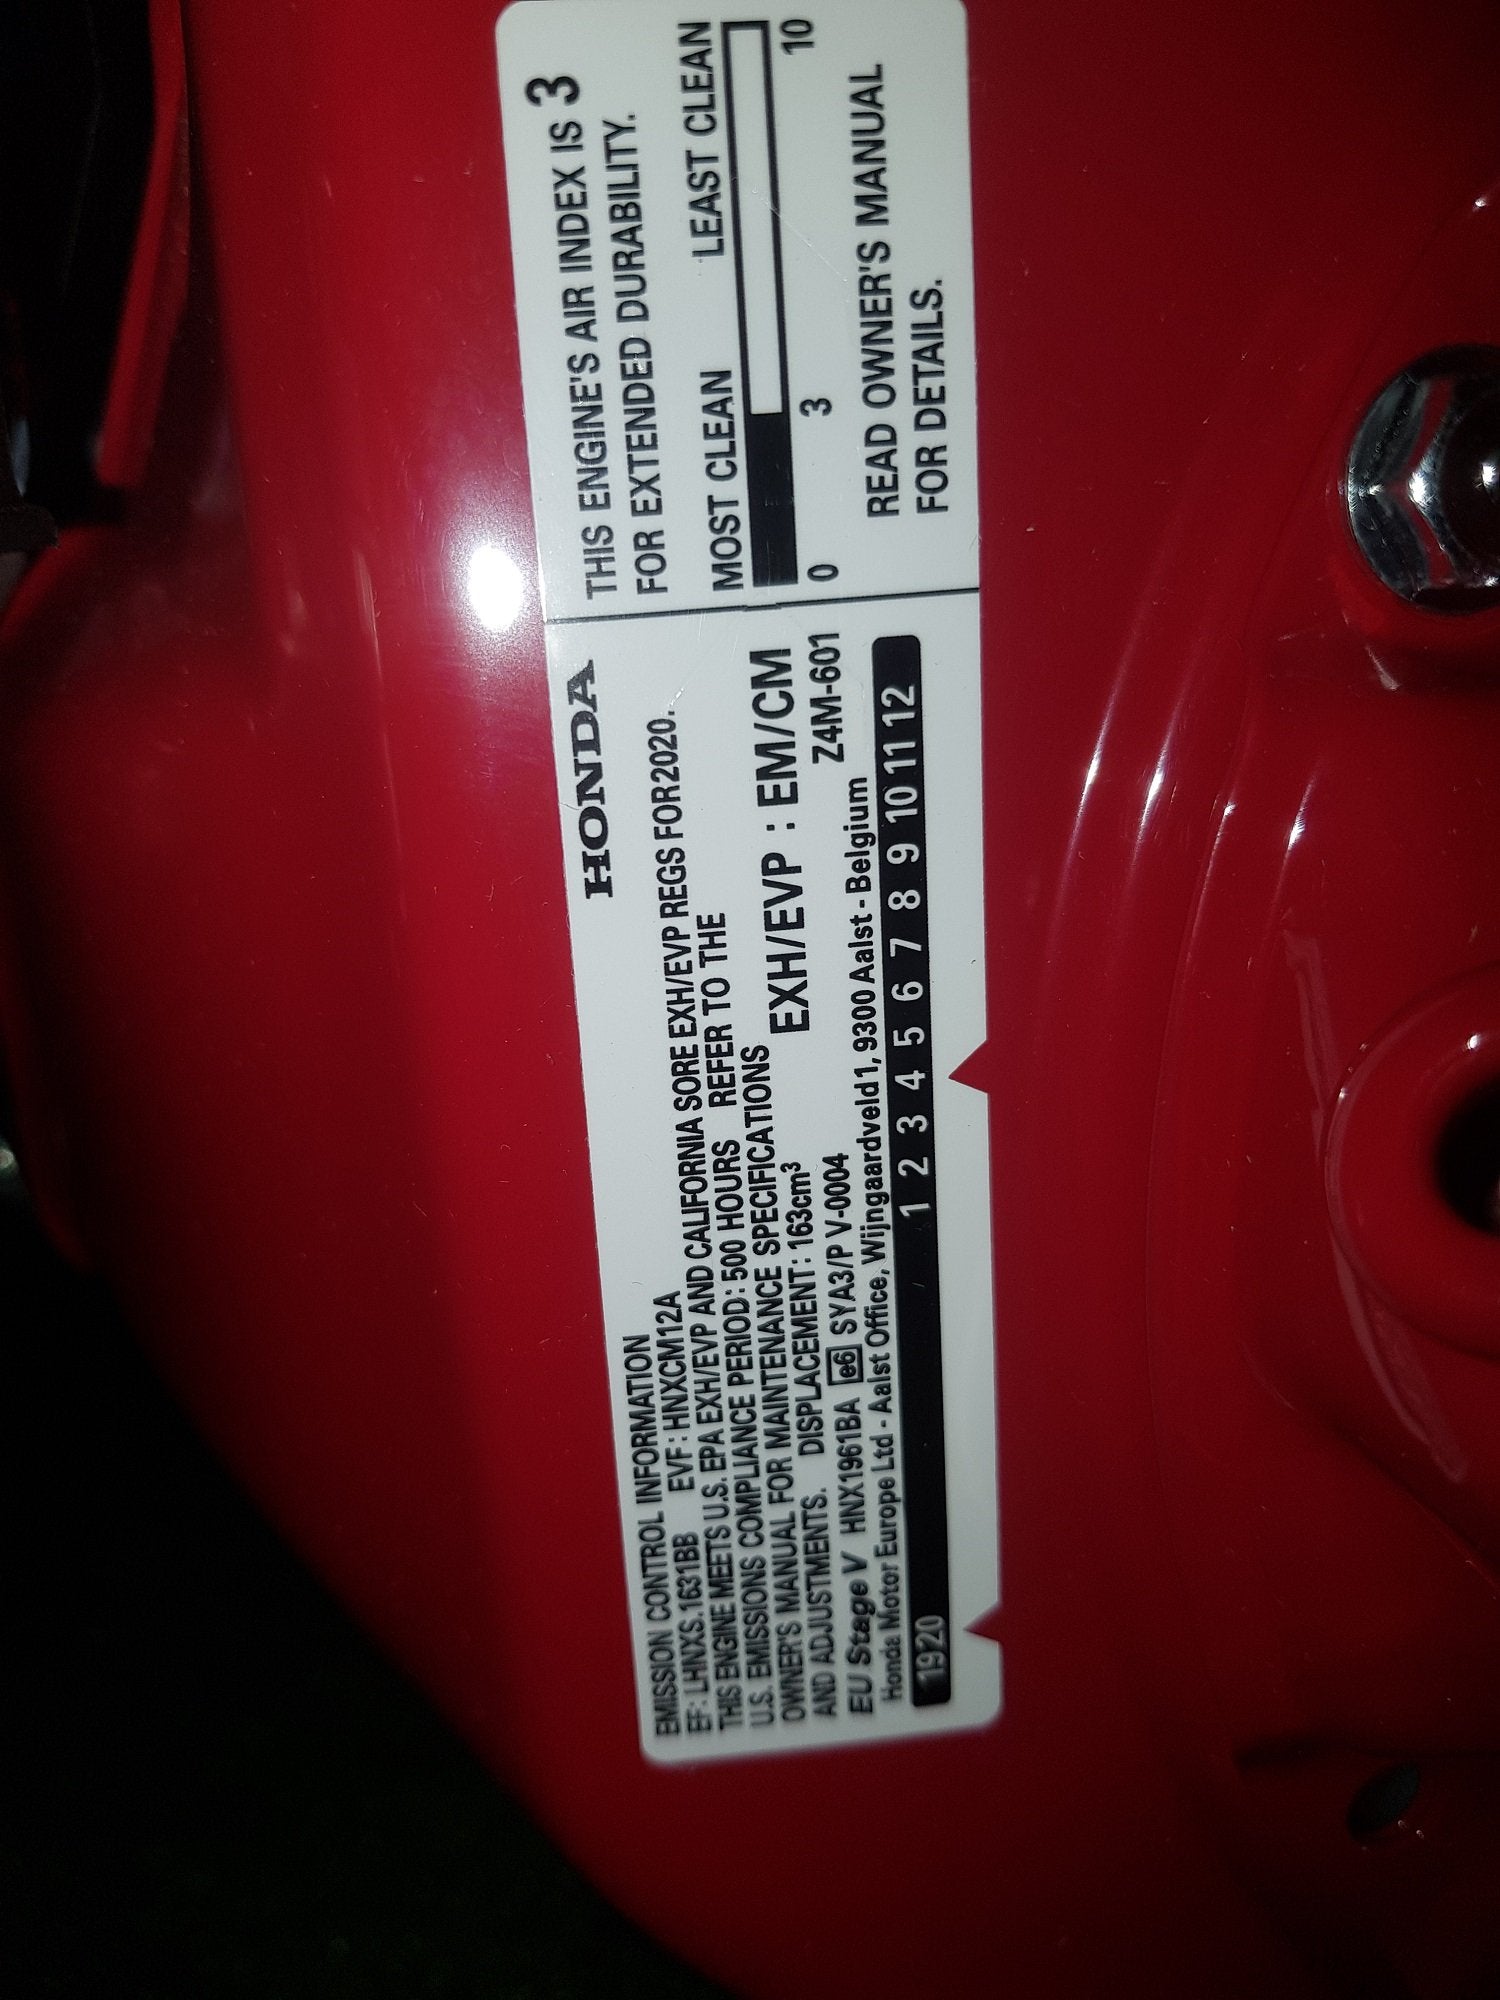 HONDA
EMISSION CONTROL INFORMATION
EF: LHNXS.1631BB EVF: HNXCM12A
THIS ENGINE MEETS U.S. EPA EXH/EVP AND CALIFORNIA SORE EXH/EVP REGS FOR2020.
U.S. EMISSIONS COMPLIANCE PERIOD: 500 HOURS REFER TO THE
OWNER'S MANUAL FOR MAINTENANCE SPECIFICATIONS
AND ADJUSTMENTS. DISPLACEMENT: 163cm³
EXH/EVP : EM/CM
EU Stage V HNX1961BA e6 SYA3/P V-0004
Z4M-601
Honda Motor Europe Ltd - Aalst Office, Wijngaardveld 1, 9300 Aalst - Belgium
1920 1 2 3 4 5 6 7 8 9 10 11 12
THIS ENGINE'S AIR INDEX IS 3
FOR EXTENDED DURABILITY.
MOST CLEAN LEAST CLEAN
0 3 10
READ OWNER'S MANUAL
FOR DETAILS.